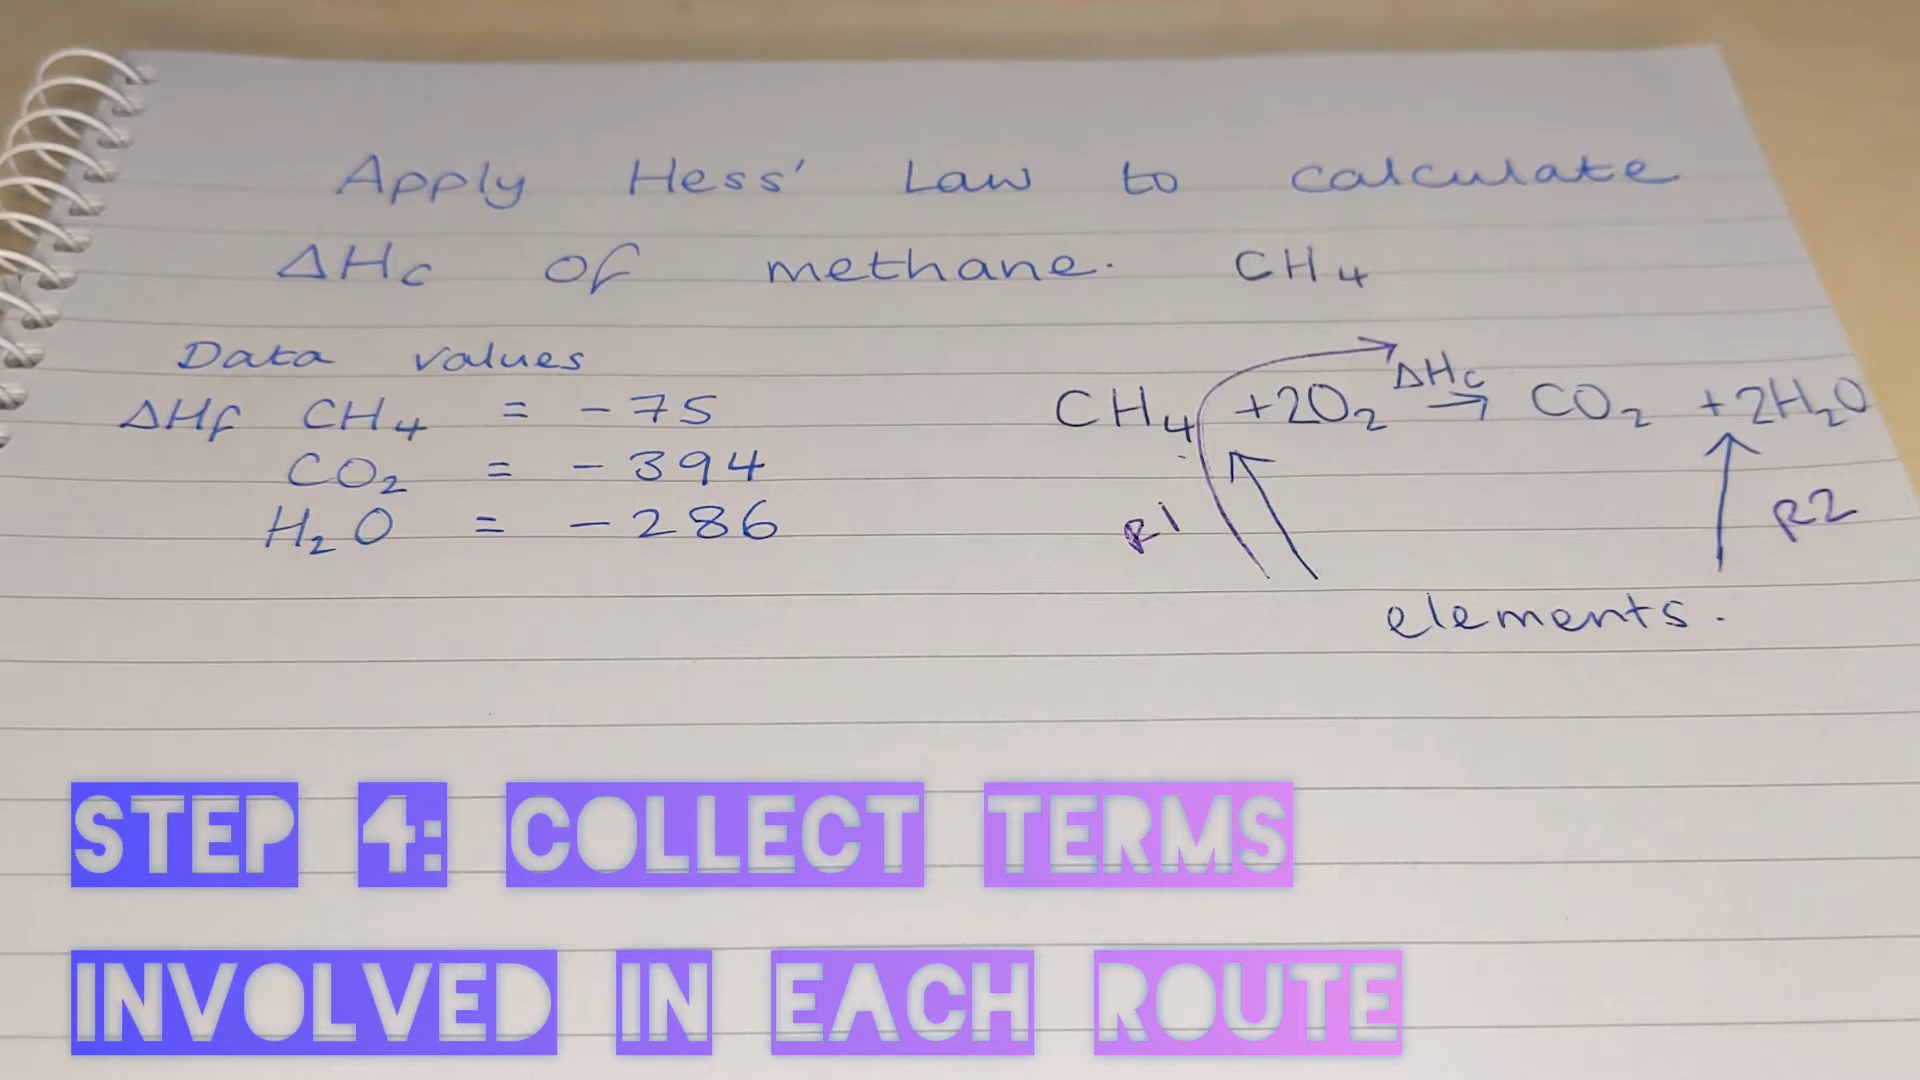 Apply Hess' Law to calculate
ΔHc of methane. CH₄
Data values
ΔHf CH₄ = -75
CO₂ = -394
H₂O = -286
ΔHc
CH₄ +2O₂ → CO₂ +2H₂O
R1
R2
elements.
STEP 4: COLLECT TERMS
INVOLVED IN EACH ROUTE